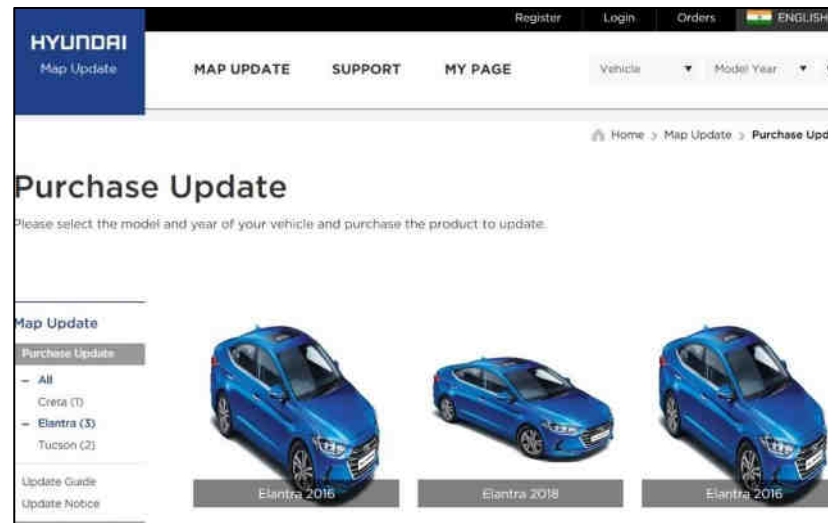 Register Login Orders ENGLISH
HYUNDAI
Map Update
MAP UPDATE SUPPORT MY PAGE
Vehicle Model Year
Home > Map Update > Purchase Upd
Purchase Update
Please select the model and year of your vehicle and purchase the product to update.
Map Update
Purchase Update
– All
Creta (1)
– Elantra (3)
Tucson (2)
Update Guide
Update Notice
Elantra 2016 Elantra 2018 Elantra 2016